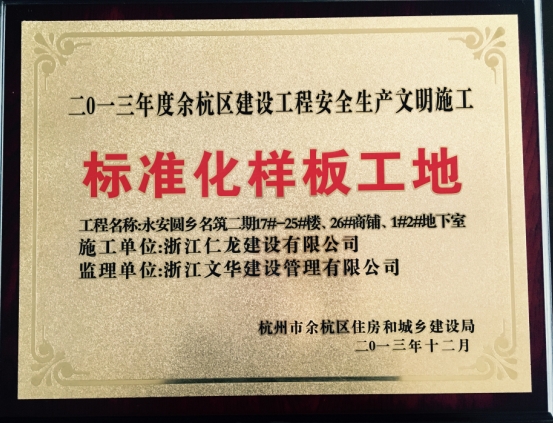 二0一三年度余杭区建设工程安全生产文明施工
标准化样板工地
工程名称:永安圆乡名筑二期17#-25#楼、26#商铺、1#2#地下室
施工单位:浙江仁龙建设有限公司
监理单位:浙江文华建设管理有限公司
杭州市余杭区住房和城乡建设局
二0一三年十二月